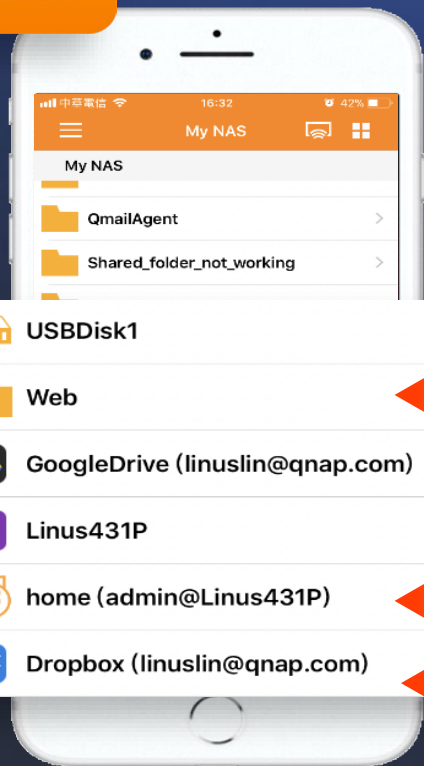 中華電信 16:32 42%
My NAS
My NAS
QmailAgent
Shared_folder_not_working
USBDisk1
Web
GoogleDrive (linuslin@qnap.com)
Linus431P
home (admin@Linus431P)
Dropbox (linuslin@qnap.com)